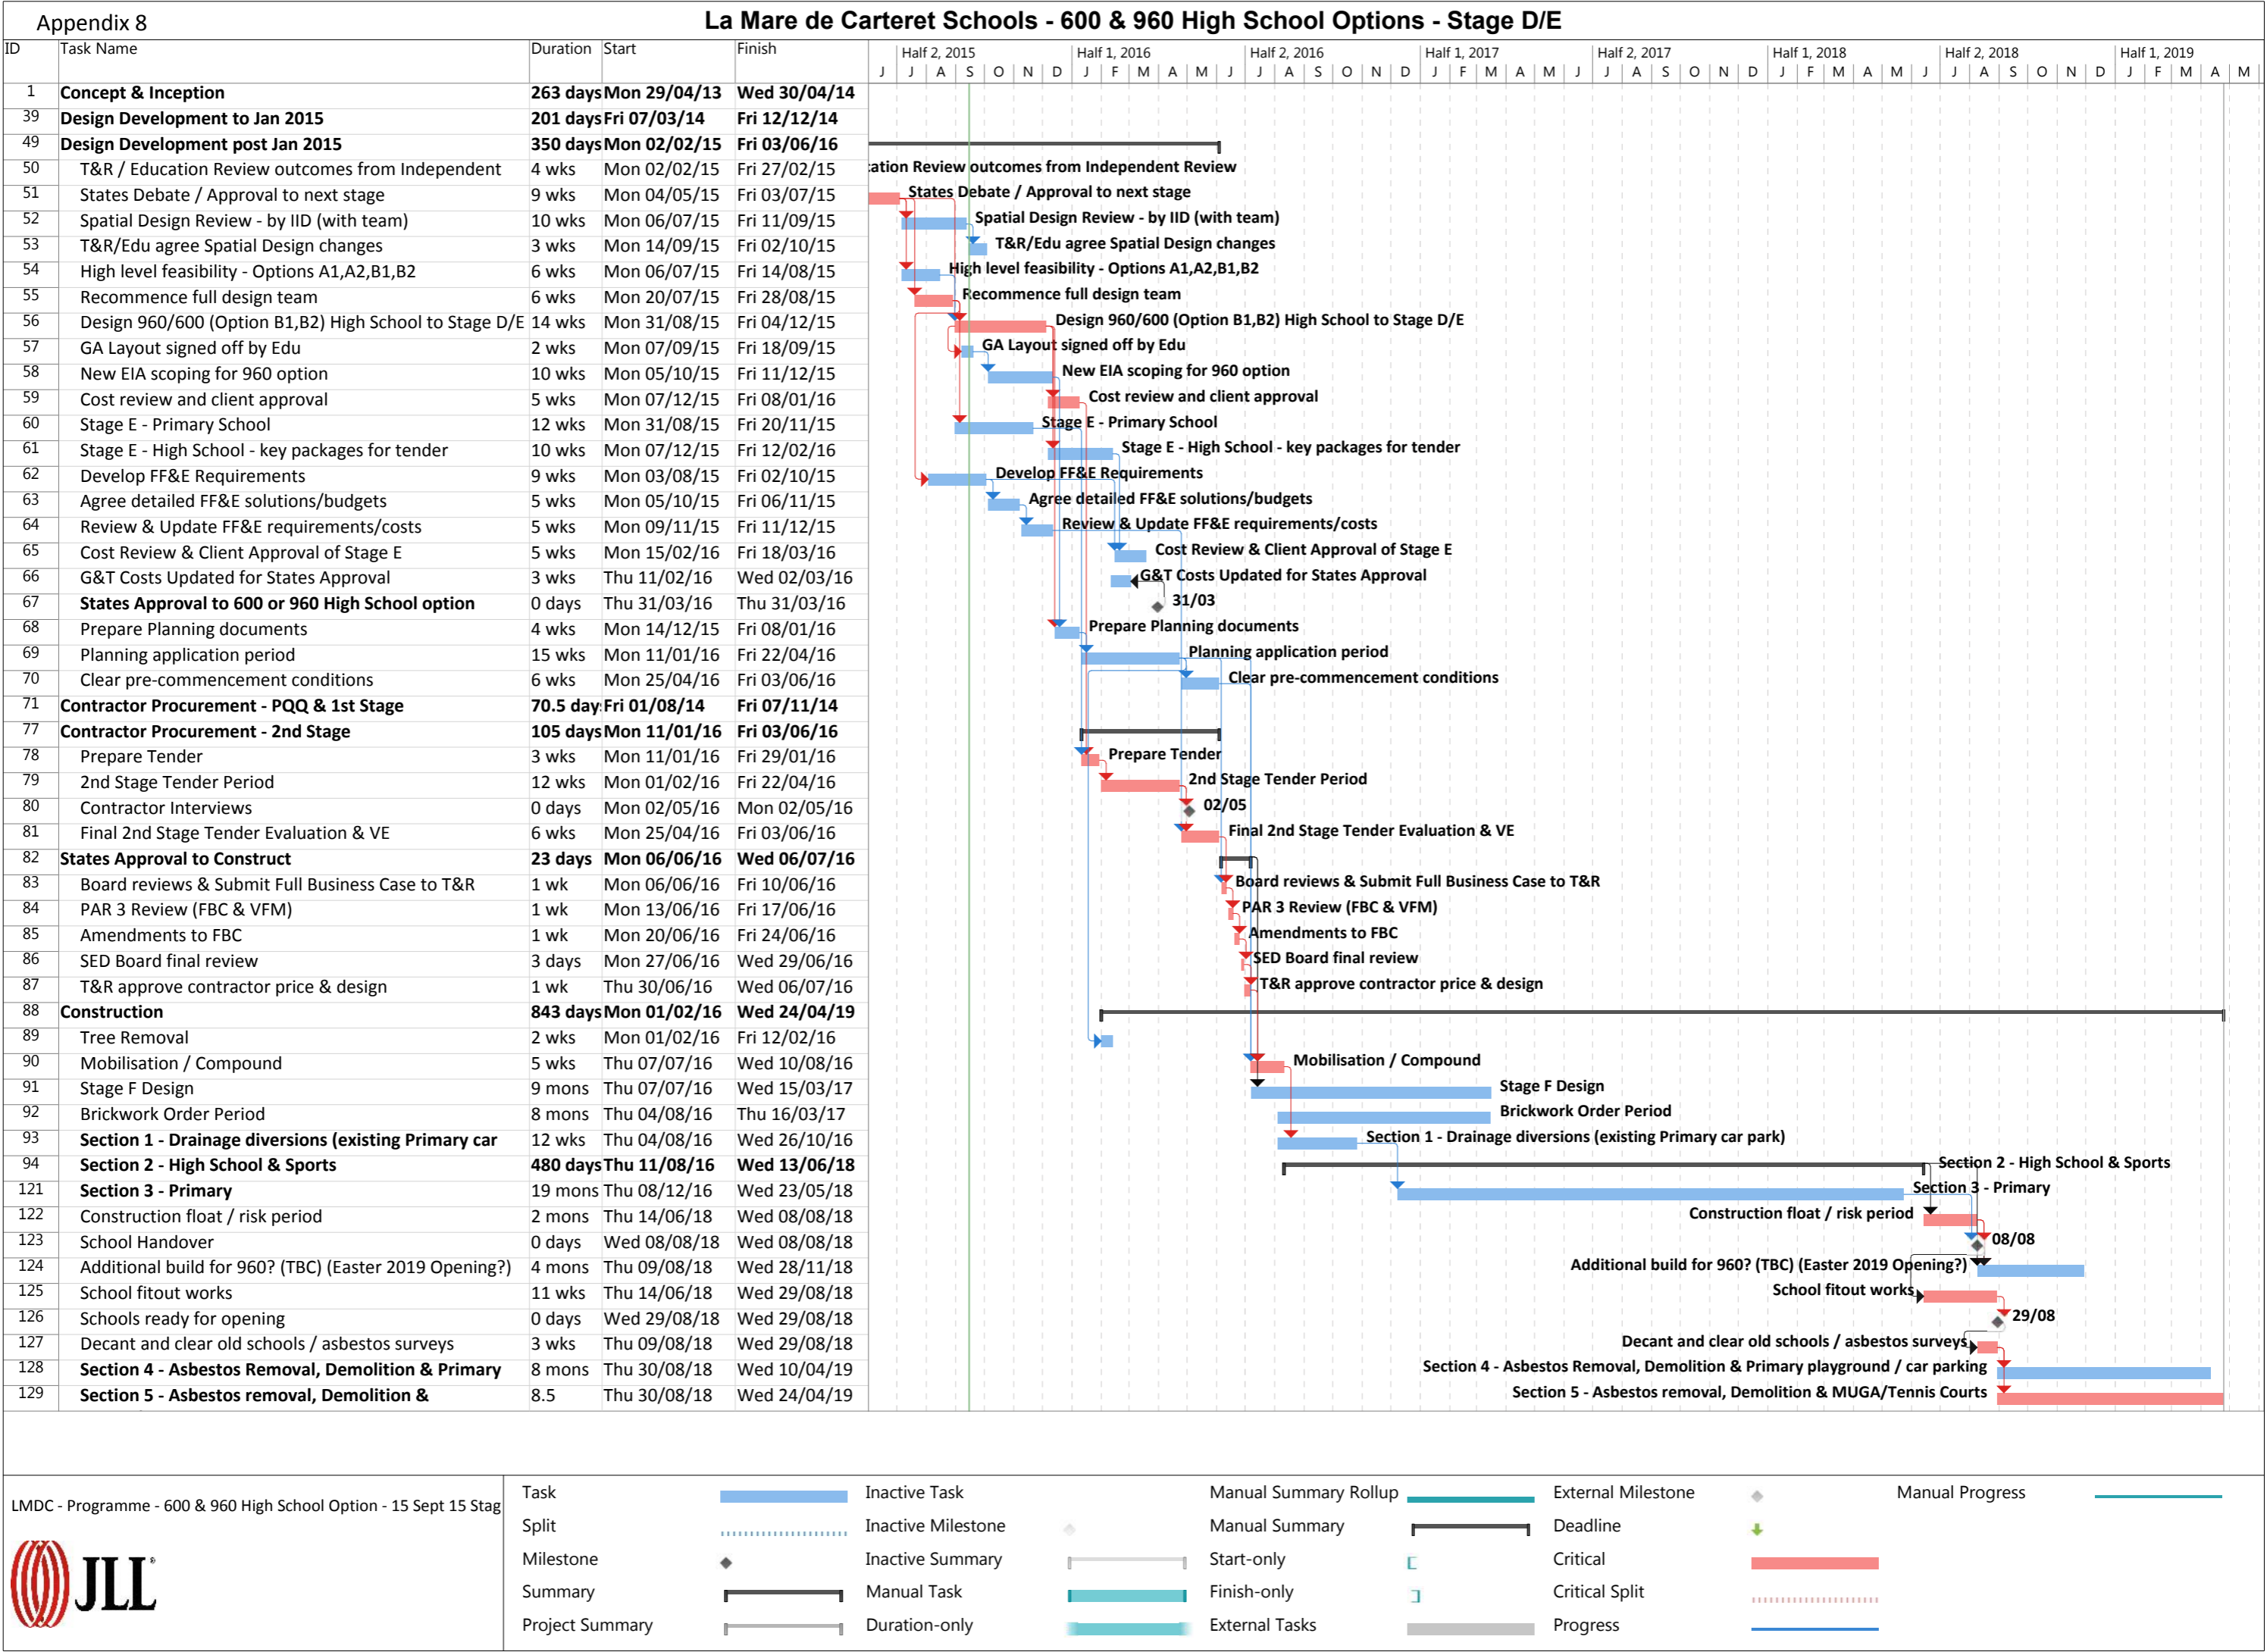 Appendix 8
La Mare de Carteret Schools - 600 & 960 High School Options - Stage D/E
ID Task Name Duration Start Finish Half 2, 2015 Half 1, 2016 Half 2, 2016 Half 1, 2017 Half 2, 2017 Half 1, 2018 Half 2, 2018 Half 1, 2019
J J A S O N D J F M A M J J A S O N D J F M A M J J A S O N D J F M A M J J A S O N D J F M A M
1 Concept & Inception 263 days Mon 29/04/13 Wed 30/04/14
39 Design Development to Jan 2015 201 days Fri 07/03/14 Fri 12/12/14
49 Design Development post Jan 2015 350 days Mon 02/02/15 Fri 03/06/16
50 T&R / Education Review outcomes from Independent 4 wks Mon 02/02/15 Fri 27/02/15 cation Review outcomes from Independent Review
51 States Debate / Approval to next stage 9 wks Mon 04/05/15 Fri 03/07/15 States Debate / Approval to next stage
52 Spatial Design Review - by IID (with team) 10 wks Mon 06/07/15 Fri 11/09/15 Spatial Design Review - by IID (with team)
53 T&R/Edu agree Spatial Design changes 3 wks Mon 14/09/15 Fri 02/10/15 T&R/Edu agree Spatial Design changes
54 High level feasibility - Options A1,A2,B1,B2 6 wks Mon 06/07/15 Fri 14/08/15 High level feasibility - Options A1,A2,B1,B2
55 Recommence full design team 6 wks Mon 20/07/15 Fri 28/08/15 Recommence full design team
56 Design 960/600 (Option B1,B2) High School to Stage D/E 14 wks Mon 31/08/15 Fri 04/12/15 Design 960/600 (Option B1,B2) High School to Stage D/E
57 GA Layout signed off by Edu 2 wks Mon 07/09/15 Fri 18/09/15 GA Layout signed off by Edu
58 New EIA scoping for 960 option 10 wks Mon 05/10/15 Fri 11/12/15 New EIA scoping for 960 option
59 Cost review and client approval 5 wks Mon 07/12/15 Fri 08/01/16 Cost review and client approval
60 Stage E - Primary School 12 wks Mon 31/08/15 Fri 20/11/15 Stage E - Primary School
61 Stage E - High School - key packages for tender 10 wks Mon 07/12/15 Fri 12/02/16 Stage E - High School - key packages for tender
62 Develop FF&E Requirements 9 wks Mon 03/08/15 Fri 02/10/15 Develop FF&E Requirements
63 Agree detailed FF&E solutions/budgets 5 wks Mon 05/10/15 Fri 06/11/15 Agree detailed FF&E solutions/budgets
64 Review & Update FF&E requirements/costs 5 wks Mon 09/11/15 Fri 11/12/15 Review & Update FF&E requirements/costs
65 Cost Review & Client Approval of Stage E 5 wks Mon 15/02/16 Fri 18/03/16 Cost Review & Client Approval of Stage E
66 G&T Costs Updated for States Approval 3 wks Thu 11/02/16 Wed 02/03/16 G&T Costs Updated for States Approval
67 States Approval to 600 or 960 High School option 0 days Thu 31/03/16 Thu 31/03/16 31/03
68 Prepare Planning documents 4 wks Mon 14/12/15 Fri 08/01/16 Prepare Planning documents
69 Planning application period 15 wks Mon 11/01/16 Fri 22/04/16 Planning application period
70 Clear pre-commencement conditions 6 wks Mon 25/04/16 Fri 03/06/16 Clear pre-commencement conditions
71 Contractor Procurement - PQQ & 1st Stage 70.5 day Fri 01/08/14 Fri 07/11/14
77 Contractor Procurement - 2nd Stage 105 days Mon 11/01/16 Fri 03/06/16
78 Prepare Tender 3 wks Mon 11/01/16 Fri 29/01/16 Prepare Tender
79 2nd Stage Tender Period 12 wks Mon 01/02/16 Fri 22/04/16 2nd Stage Tender Period
80 Contractor Interviews 0 days Mon 02/05/16 Mon 02/05/16 02/05
81 Final 2nd Stage Tender Evaluation & VE 6 wks Mon 25/04/16 Fri 03/06/16 Final 2nd Stage Tender Evaluation & VE
82 States Approval to Construct 23 days Mon 06/06/16 Wed 06/07/16
83 Board reviews & Submit Full Business Case to T&R 1 wk Mon 06/06/16 Fri 10/06/16 Board reviews & Submit Full Business Case to T&R
84 PAR 3 Review (FBC & VFM) 1 wk Mon 13/06/16 Fri 17/06/16 PAR 3 Review (FBC & VFM)
85 Amendments to FBC 1 wk Mon 20/06/16 Fri 24/06/16 Amendments to FBC
86 SED Board final review 3 days Mon 27/06/16 Wed 29/06/16 SED Board final review
87 T&R approve contractor price & design 1 wk Thu 30/06/16 Wed 06/07/16 T&R approve contractor price & design
88 Construction 843 days Mon 01/02/16 Wed 24/04/19
89 Tree Removal 2 wks Mon 01/02/16 Fri 12/02/16
90 Mobilisation / Compound 5 wks Thu 07/07/16 Wed 10/08/16 Mobilisation / Compound
91 Stage F Design 9 mons Thu 07/07/16 Wed 15/03/17 Stage F Design
92 Brickwork Order Period 8 mons Thu 04/08/16 Thu 16/03/17 Brickwork Order Period
93 Section 1 - Drainage diversions (existing Primary car 12 wks Thu 04/08/16 Wed 26/10/16 Section 1 - Drainage diversions (existing Primary car park)
94 Section 2 - High School & Sports 480 days Thu 11/08/16 Wed 13/06/18 Section 2 - High School & Sports
121 Section 3 - Primary 19 mons Thu 08/12/16 Wed 23/05/18 Section 3 - Primary
122 Construction float / risk period 2 mons Thu 14/06/18 Wed 08/08/18 Construction float / risk period
123 School Handover 0 days Wed 08/08/18 Wed 08/08/18 08/08
124 Additional build for 960? (TBC) (Easter 2019 Opening?) 4 mons Thu 09/08/18 Wed 28/11/18 Additional build for 960? (TBC) (Easter 2019 Opening?)
125 School fitout works 11 wks Thu 14/06/18 Wed 29/08/18 School fitout works
126 Schools ready for opening 0 days Wed 29/08/18 Wed 29/08/18 29/08
127 Decant and clear old schools / asbestos surveys 3 wks Thu 09/08/18 Wed 29/08/18 Decant and clear old schools / asbestos surveys
128 Section 4 - Asbestos Removal, Demolition & Primary 8 mons Thu 30/08/18 Wed 10/04/19 Section 4 - Asbestos Removal, Demolition & Primary playground / car parking
129 Section 5 - Asbestos removal, Demolition & 8.5 Thu 30/08/18 Wed 24/04/19 Section 5 - Asbestos removal, Demolition & MUGA/Tennis Courts
LMDC - Programme - 600 & 960 High School Option - 15 Sept 15 Stag
JLL
Task Inactive Task Manual Summary Rollup External Milestone Manual Progress
Split Inactive Milestone Manual Summary Deadline
Milestone Inactive Summary Start-only Critical
Summary Manual Task Finish-only Critical Split
Project Summary Duration-only External Tasks Progress